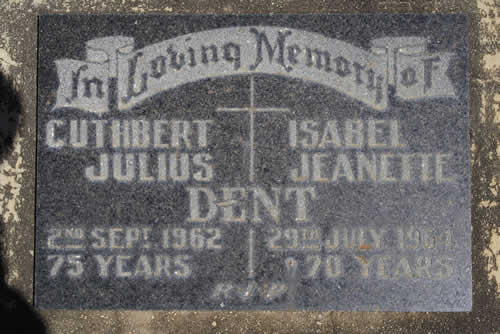 In Loving Memory of
CUTHBERT ISABEL
JULIUS JEANETTE
DENT
2ND SEPT. 1962 29TH JULY 1964
75 YEARS 70 YEARS
R.I.P